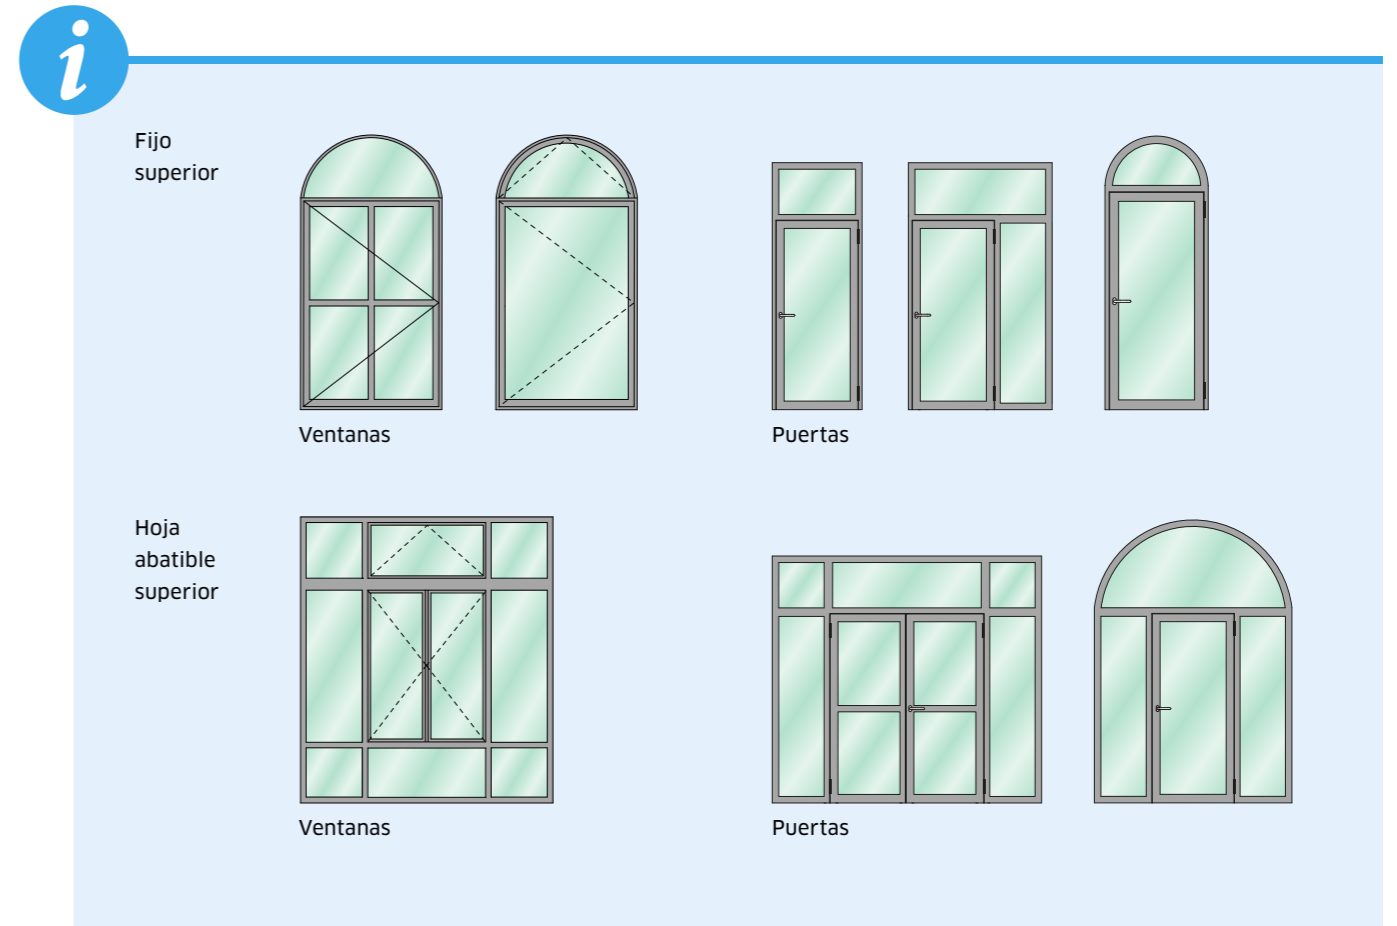 i
Fijo
superior
Ventanas
Puertas
Hoja
abatible
superior
Ventanas
Puertas